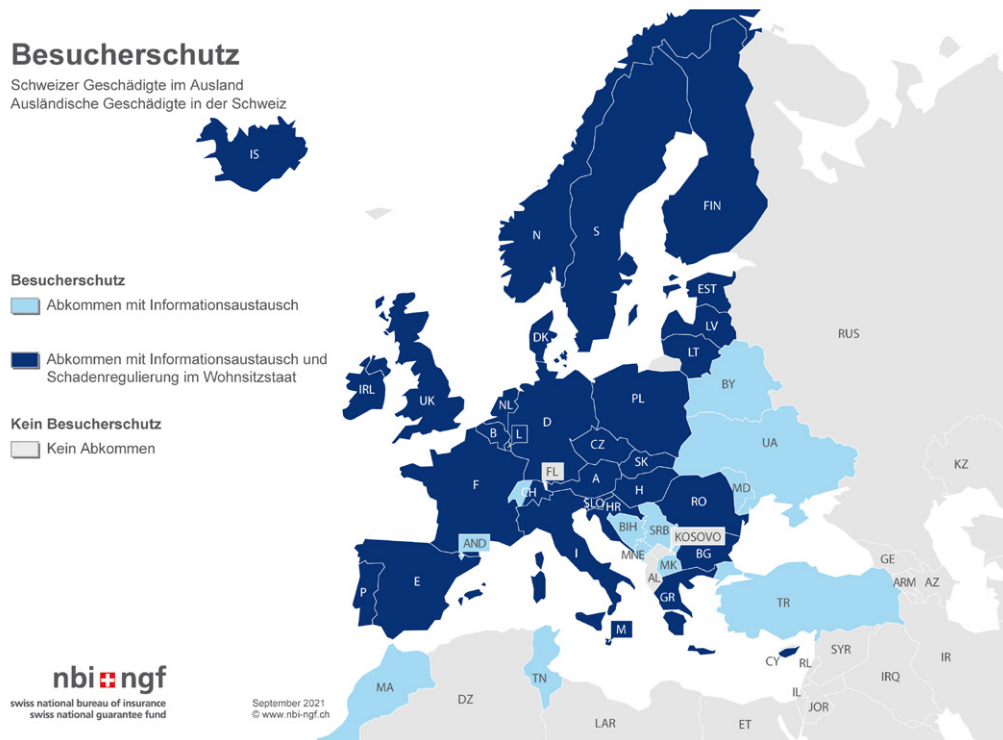 Besucherschutz
Schweizer Geschädigte im Ausland
Ausländische Geschädigte in der Schweiz
IS
FIN
N
S
Besucherschutz
Abkommen mit Informationsaustausch
EST
DK
LV
RUS
Abkommen mit Informationsaustausch und
Schadenregulierung im Wohnsitzstaat
LT
IRL
UK
NL
BY
PL
Kein Besucherschutz
Abkommen
Kein Abkommen
B
L
D
CZ
UA
SK
FL
KZ
F
CH
A
H
MD
RO
SLO
HR
AND
BIH
SRB
KOSOVO
MNE
BG
I
MK
AL
GE
ARM
AZ
P
E
GR
TR
M
CY
RL
SYR
IR
nbi ngf
swiss national bureau of insurance
swiss national guarantee fund
MA
DZ
TN
IL
IRQ
JOR
September 2021
© www.nbi-ngf.ch
LAR
ET